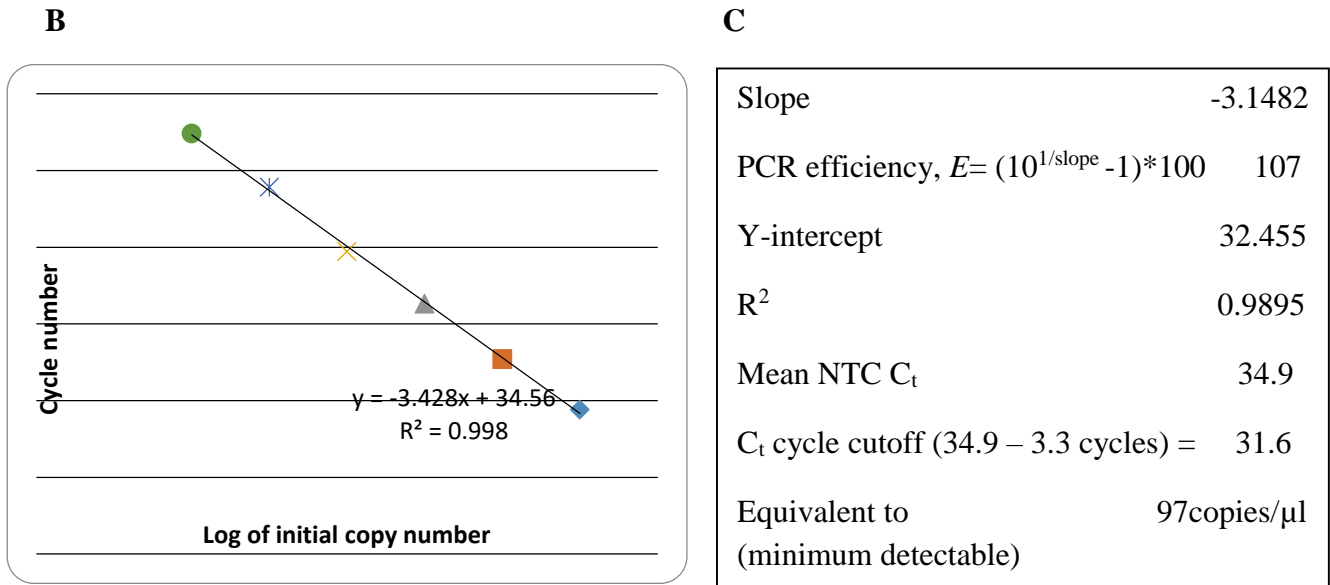 B
Cycle number
y = -3.428x + 34.56
R² = 0.998
Log of initial copy number
C
Slope -3.1482
PCR efficiency, E= (10^1/slope -1)*100 107
Y-intercept 32.455
R² 0.9895
Mean NTC Cₜ 34.9
Cₜ cycle cutoff (34.9 – 3.3 cycles) = 31.6
Equivalent to 97copies/µl
(minimum detectable)